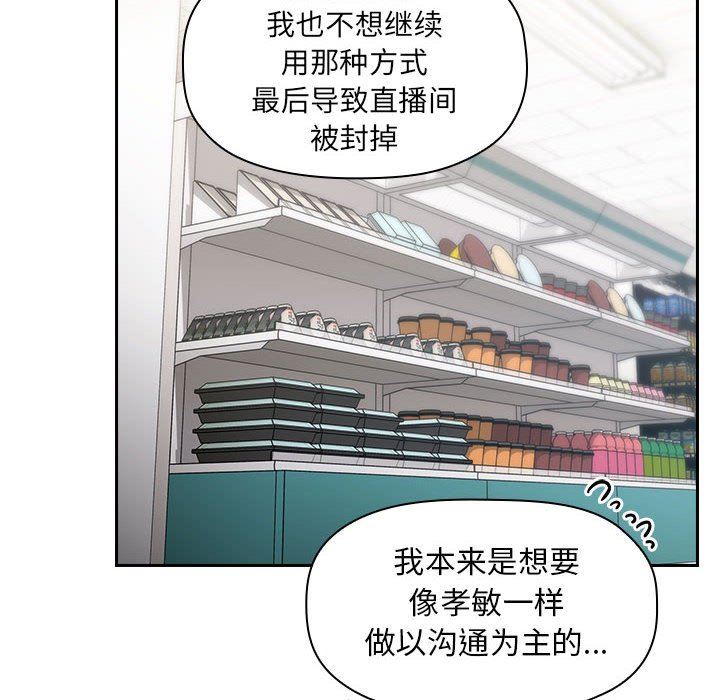 我也不想继续
用那种方式
最后导致直播间
被封掉
我本来是想要
像孝敏一样
做以沟通为主的...